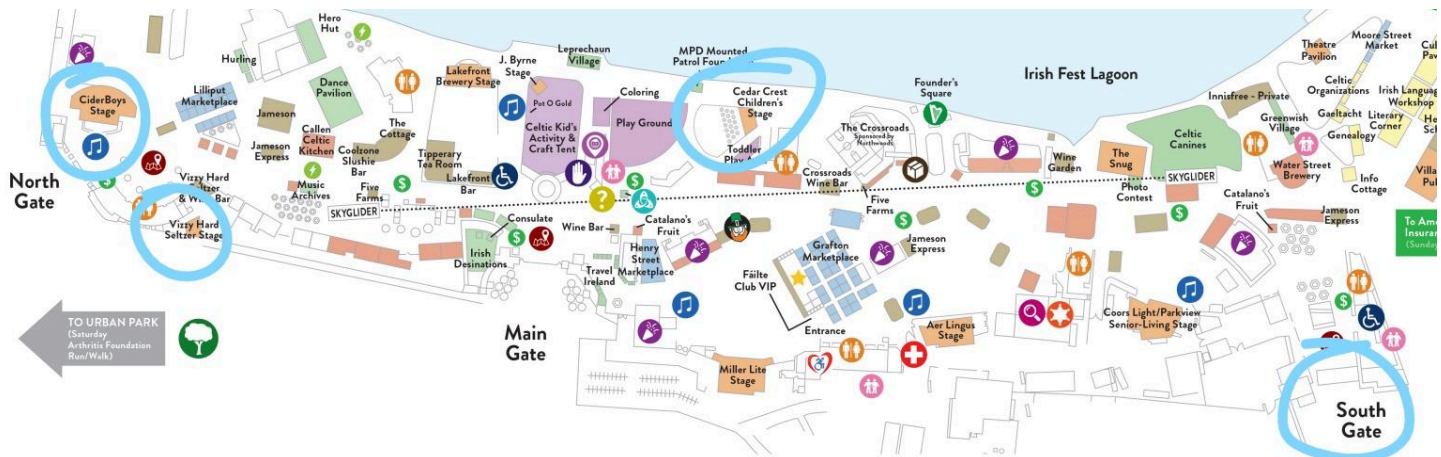 Hero
Hut
Hurling
CiderBoys
Stage
Lilliput
Marketplace
Dance
Pavilion
Jameson
Callen
Celtic
Kitchen
Jameson
Express
The
Cottage
Coolzone
Slushie
Bar
Lakefront
Brewery Stage
J. Byrne
Stage
Leprechaun
Village
Pot O Gold
Celtic Kid's
Activity &
Craft Tent
Coloring
Play Ground
MPD Mounted
Cedar Crest
Children's
Stage
Toddler
Founder's
Square
The Crossroads
Sponsored by
Northwoods
Irish Fest Lagoon
Theatre
Pavilion
Moore Street
Market
Celtic
Organizations
Innisfree - Private
Greenwish
Village
Gaeltacht
Genealogy
Irish Language
Workshop
Literary
Corner
Water Street
Brewery
Info
Cottage
Celtic
Canines
The
Snug
Wine
Garden
Photo
Contest
SKYGLIDER
Catalano's
Fruit
Jameson
Express
North
Gate
Vizzy Hard
Seltzer
& Wine Bar
Vizzy Hard
Seltzer Stage
Music
Archives
Five
Farms
SKYGLIDER
Tipperary
Tea Room
Lakefront
Bar
Consulate
Irish
Desinations
Wine Bar
Catalano's
Fruit
Henry
Street
Marketplace
Travel
Ireland
Crossroads
Wine Bar
Five
Farms
Jameson
Express
Grafton
Marketplace
Fáilte
Club VIP
Entrance
Aer Lingus
Stage
Coors Light/Parkview
Senior-Living Stage
Miller Lite
Stage
Main
Gate
South
Gate
TO URBAN PARK
(Saturday
Arthritis Foundation
Run/Walk)